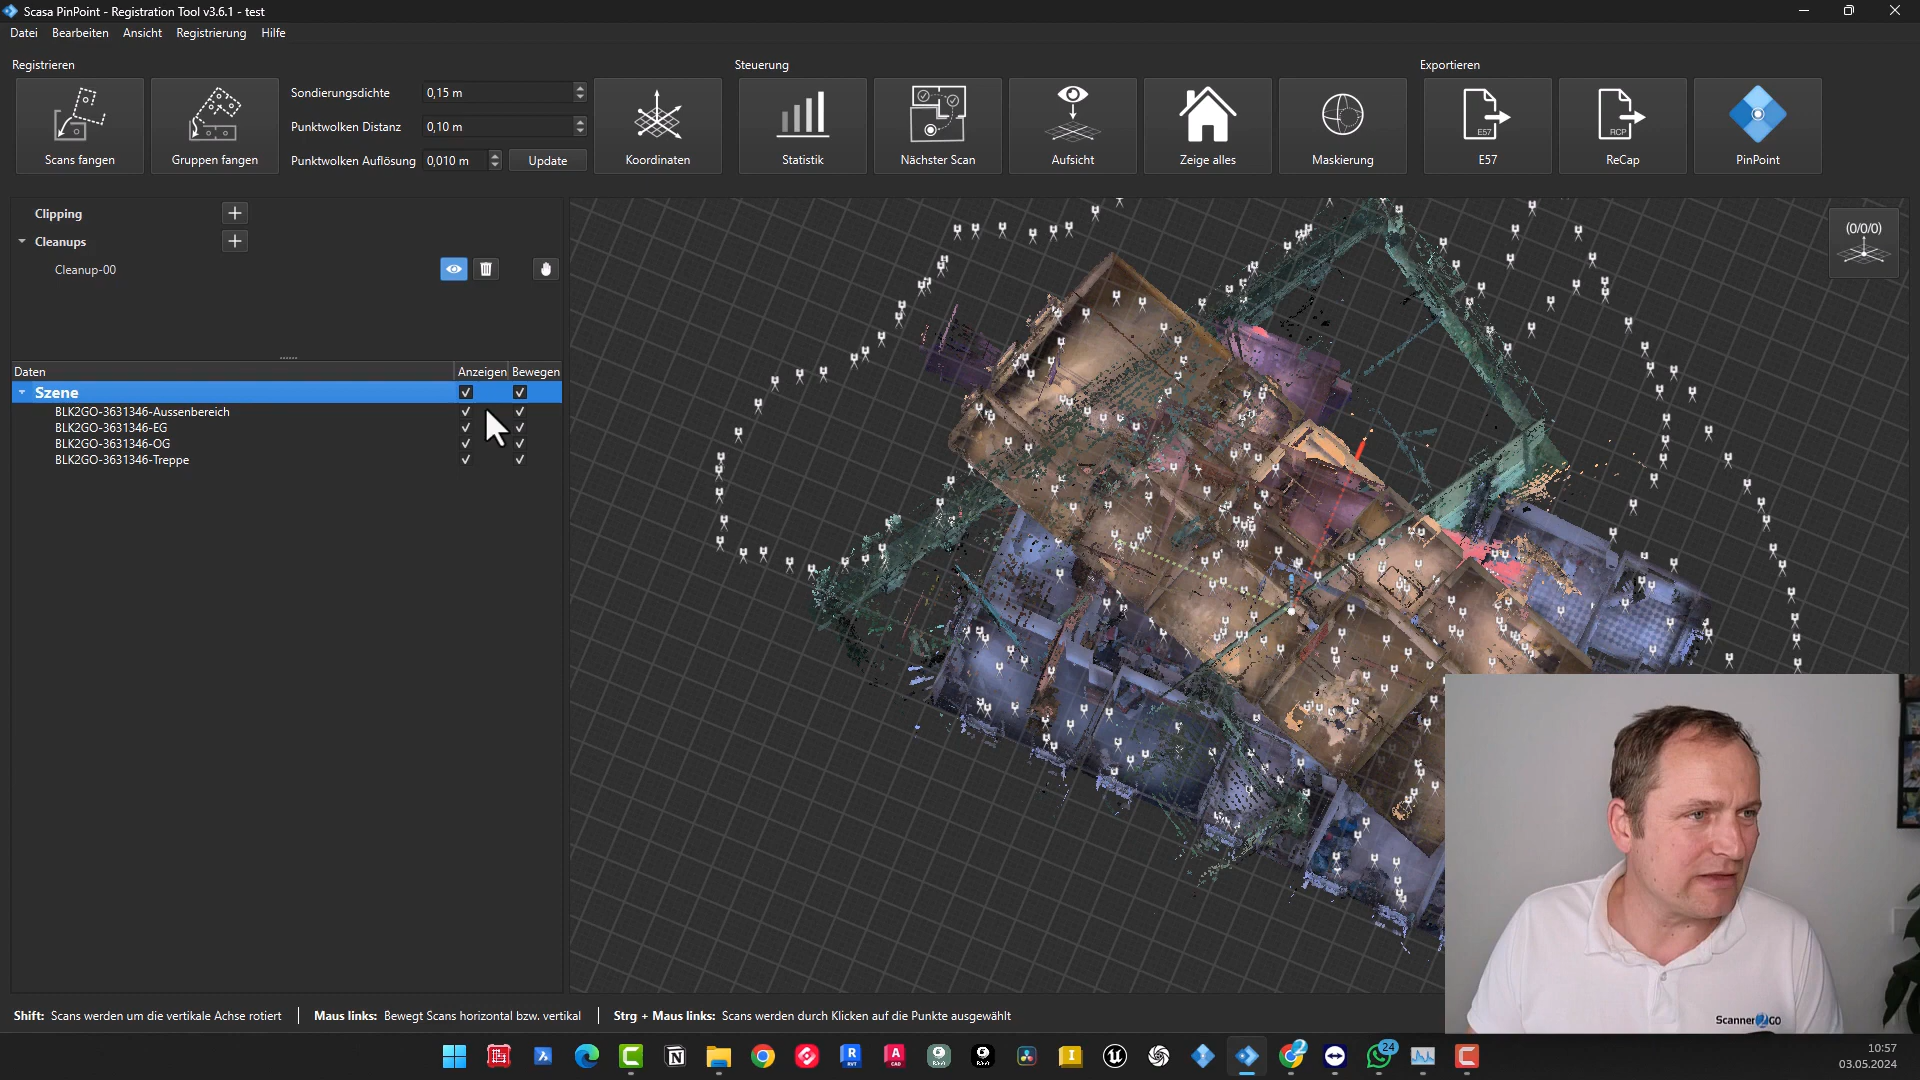 Scasa PinPoint - Registration Tool v3.6.1 - test
Datei Bearbeiten Ansicht Registrierung Hilfe
Registrieren
Steuerung
Exportieren
Scans fangen
Gruppen fangen
Sondierungsdichte 0,15 m
Punktwolken Distanz 0,10 m
Punktwolken Auflösung 0,010 m Update
Koordinaten
Statistik
Nächster Scan
Aufsicht
Zeige alles
Maskierung
E57
E57
RCP
ReCap
PinPoint
Clipping
Cleanups
Cleanup-00
(0/0/0)
Daten Anzeigen Bewegen
Szene
BLK2GO-3631346-Aussenbereich
BLK2GO-3631346-EG
BLK2GO-3631346-OG
BLK2GO-3631346-Treppe
Scanner2GO
Shift: Scans werden um die vertikale Achse rotiert
Maus links: Bewegt Scans horizontal bzw. vertikal
Strg + Maus links: Scans werden durch Klicken auf die Punkte ausgewählt
24
2
10:57
03.05.2024